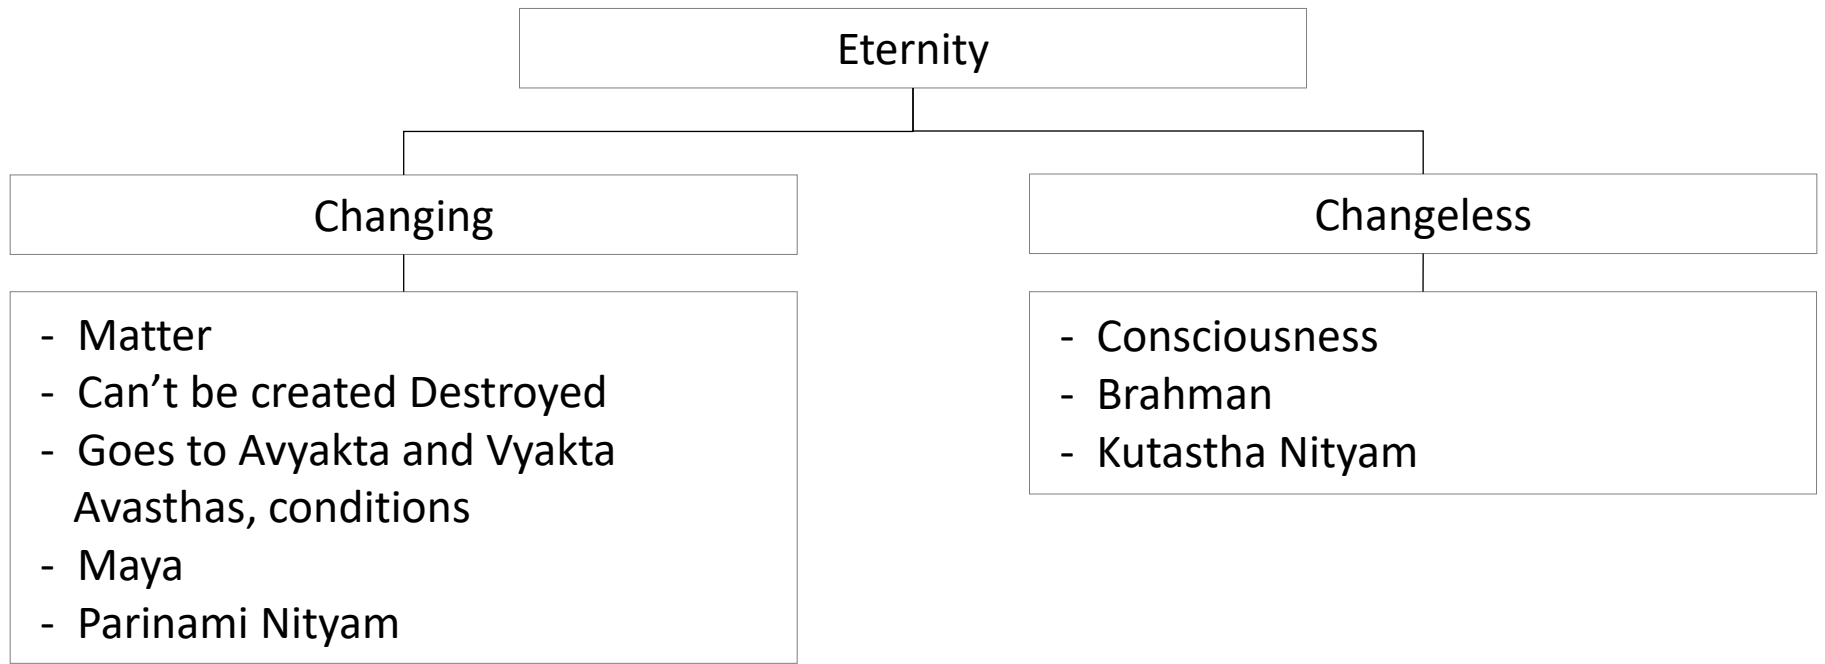 Eternity
Changing
- Matter
- Can’t be created Destroyed
- Goes to Avyakta and Vyakta
Avasthas, conditions
- Maya
- Parinami Nityam
Changeless
- Consciousness
- Brahman
- Kutastha Nityam